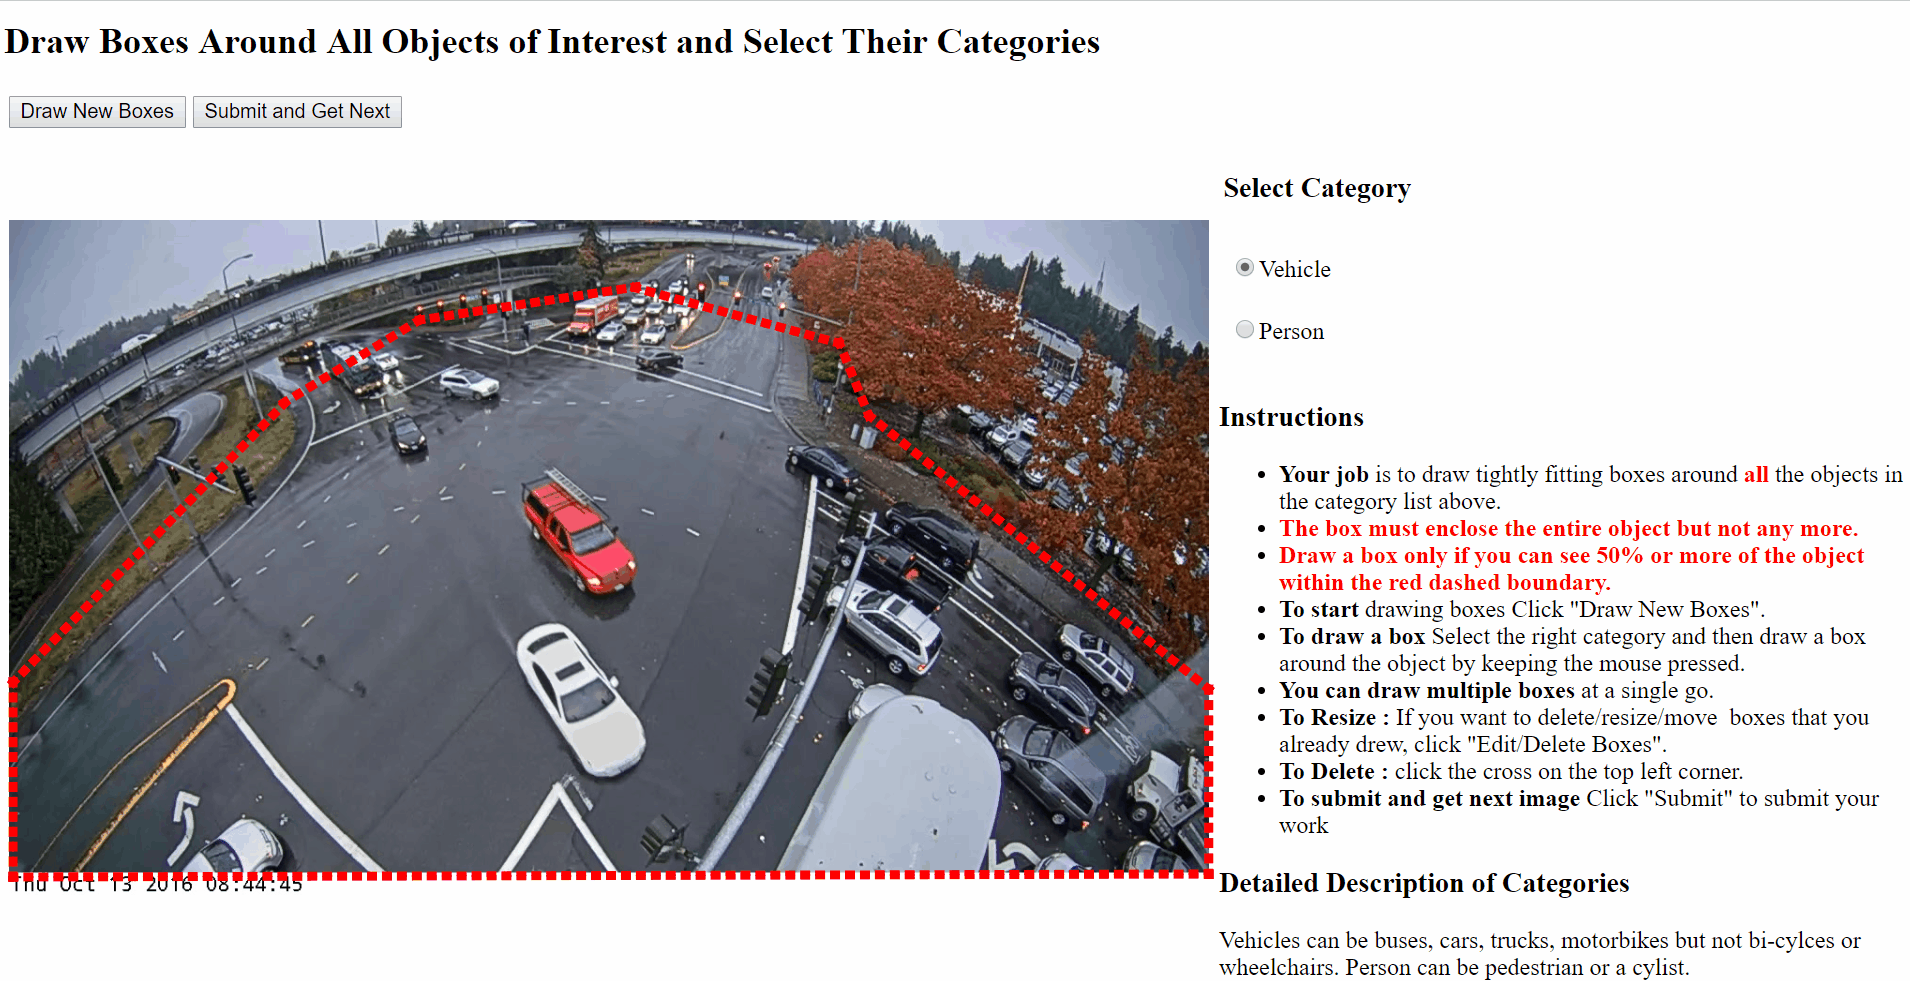 Draw Boxes Around All Objects of Interest and Select Their Categories
Draw New Boxes Submit and Get Next
Select Category
Vehicle
Person
Instructions
Your job is to draw tightly fitting boxes around all the objects in
the category list above.
The box must enclose the entire object but not any more.
Draw a box only if you can see 50% or more of the object
within the red dashed boundary.
To start drawing boxes Click "Draw New Boxes".
To draw a box Select the right category and then draw a box
around the object by keeping the mouse pressed.
You can draw multiple boxes at a single go.
To Resize : If you want to delete/resize/move boxes that you
already drew, click "Edit/Delete Boxes".
To Delete : click the cross on the top left corner.
To submit and get next image Click "Submit" to submit your
work
Thu Oct 13 2016 08:44:45
Detailed Description of Categories
Vehicles can be buses, cars, trucks, motorbikes but not bi-cylces or
wheelchairs. Person can be pedestrian or a cylist.